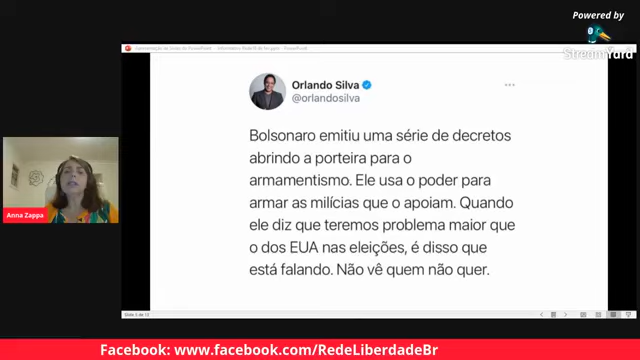 Powered by
StreamYard
Orlando Silva
@orlandosilva
Bolsonaro emitiu uma série de decretos
abrindo a porteira para o
armamentismo. Ele usa o poder para
armar as milícias que o apoiam. Quando
ele diz que teremos problema maior que
o dos EUA nas eleições, é disso que
está falando. Não vê quem não quer.
Anna Zappa
Facebook: www.facebook.com/RedeLiberdadeBr